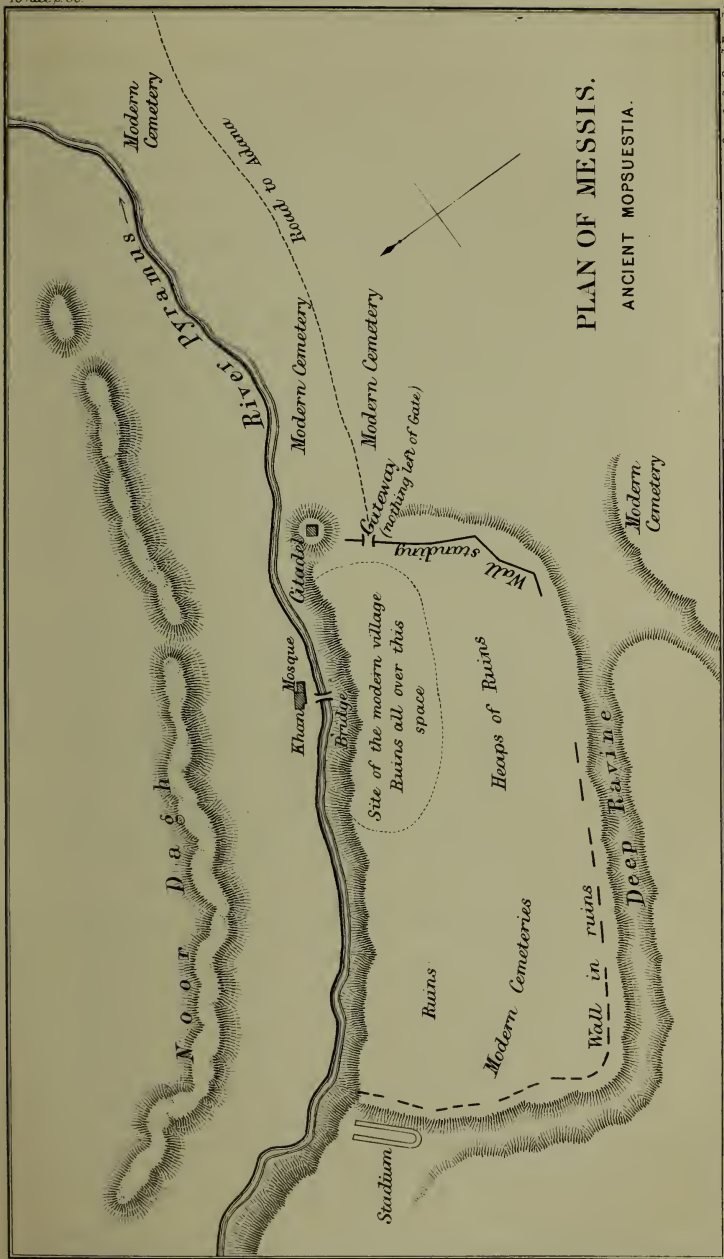 Modern
Cemetery
Road to Adana
River Pyramus →
Modern Cemetery
Modern Cemetery
Gateway
(nothing left of Gate)
Citadel
Wall
standing
Modern
Cemetery
Noor Dagh
Khan
Mosque
Bridge
Site of the modern village
Ruins all over this
space
Heaps of Ruins
Ruins
Modern Cemeteries
Wall in ruins
Deep Ravine
Stadium
PLAN OF MESSIS.
ANCIENT MOPSUESTIA.